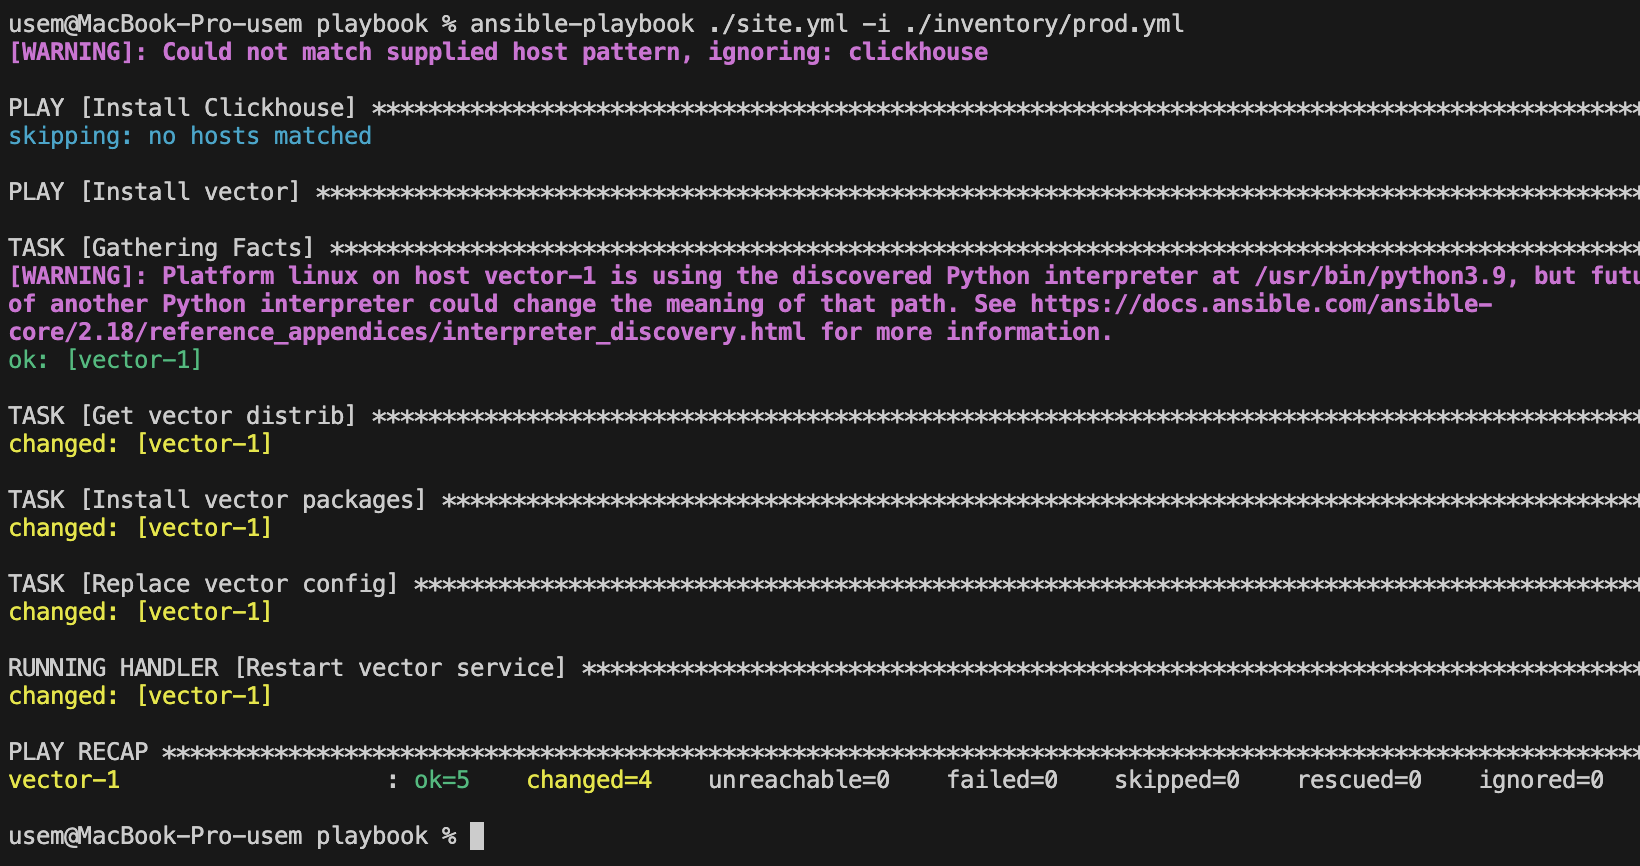 usem@MacBook-Pro-usem playbook % ansible-playbook ./site.yml -i ./inventory/prod.yml
[WARNING]: Could not match supplied host pattern, ignoring: clickhouse
PLAY [Install Clickhouse] ******************************************************************************************
skipping: no hosts matched
PLAY [Install vector] **********************************************************************************************
TASK [Gathering Facts] *********************************************************************************************
[WARNING]: Platform linux on host vector-1 is using the discovered Python interpreter at /usr/bin/python3.9, but futu
of another Python interpreter could change the meaning of that path. See https://docs.ansible.com/ansible-
core/2.18/reference_appendices/interpreter_discovery.html for more information.
ok: [vector-1]
TASK [Get vector distrib] ******************************************************************************************
changed: [vector-1]
TASK [Install vector packages] *************************************************************************************
changed: [vector-1]
TASK [Replace vector config] ***************************************************************************************
changed: [vector-1]
RUNNING HANDLER [Restart vector service] ***************************************************************************
changed: [vector-1]
PLAY RECAP *********************************************************************************************************
vector-1                   : ok=5    changed=4    unreachable=0    failed=0    skipped=0    rescued=0    ignored=0
usem@MacBook-Pro-usem playbook %